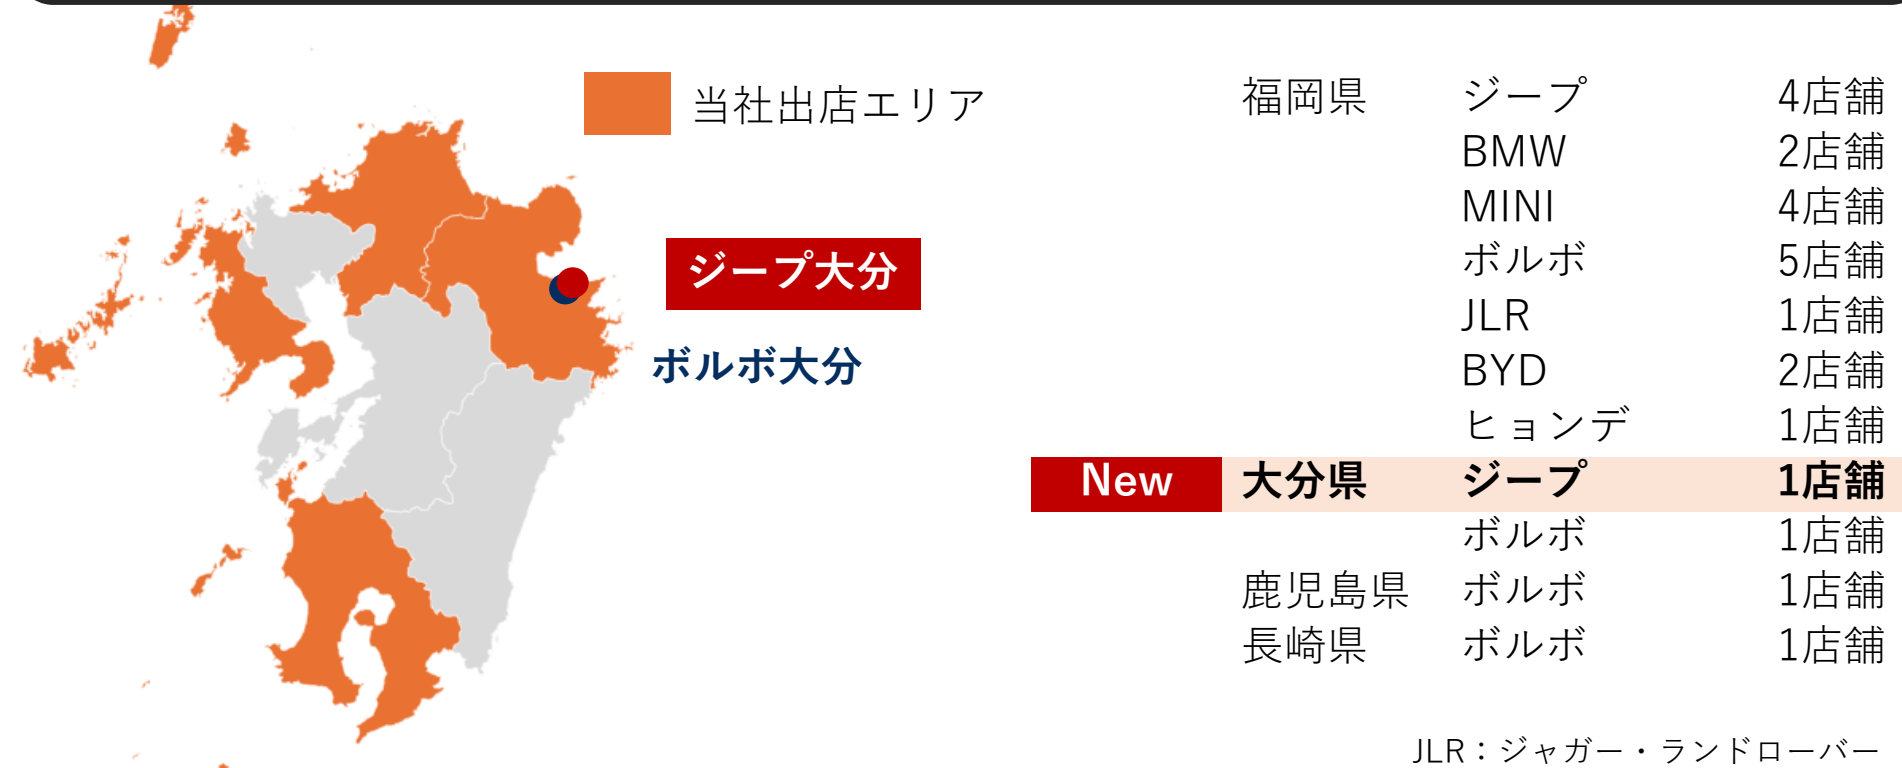 当社出店エリア
ジープ大分
ボルボ大分
福岡県 ジープ 4店舗
BMW 2店舗
MINI 4店舗
ボルボ 5店舗
JLR 1店舗
BYD 2店舗
ヒョンデ 1店舗
New 大分県 ジープ 1店舗
ボルボ 1店舗
鹿児島県 ボルボ 1店舗
長崎県 ボルボ 1店舗
JLR：ジャガー・ランドローバー